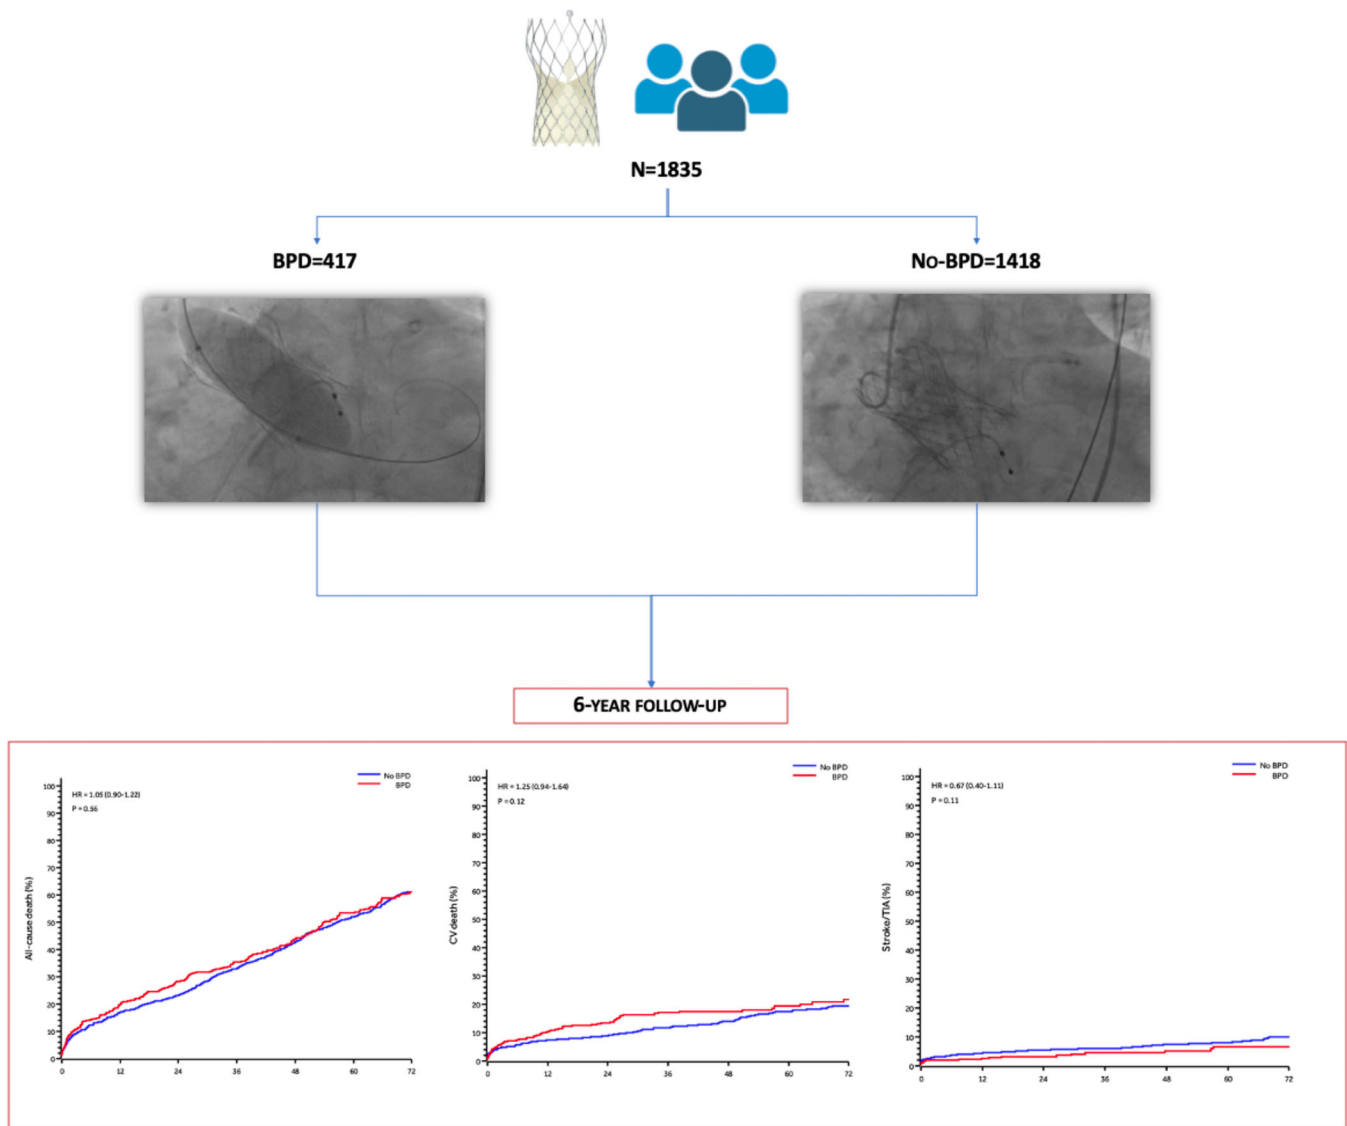 N=1835
BPD=417
NO-BPD=1418
6-YEAR FOLLOW-UP
No BPD
BPD
HR = 1.05 (0.90-1.22)
P = 0.56
All-cause death (%)
100
90
80
70
60
50
40
30
20
10
0
0 12 24 36 48 60 72
No BPD
BPD
HR = 1.25 (0.94-1.64)
P = 0.12
CV death (%)
100
90
80
70
60
50
40
30
20
10
0
0 12 24 36 48 60 72
No BPD
BPD
HR = 0.67 (0.40-1.11)
P = 0.11
Stroke/TIA (%)
100
90
80
70
60
50
40
30
20
10
0
0 12 24 36 48 60 72